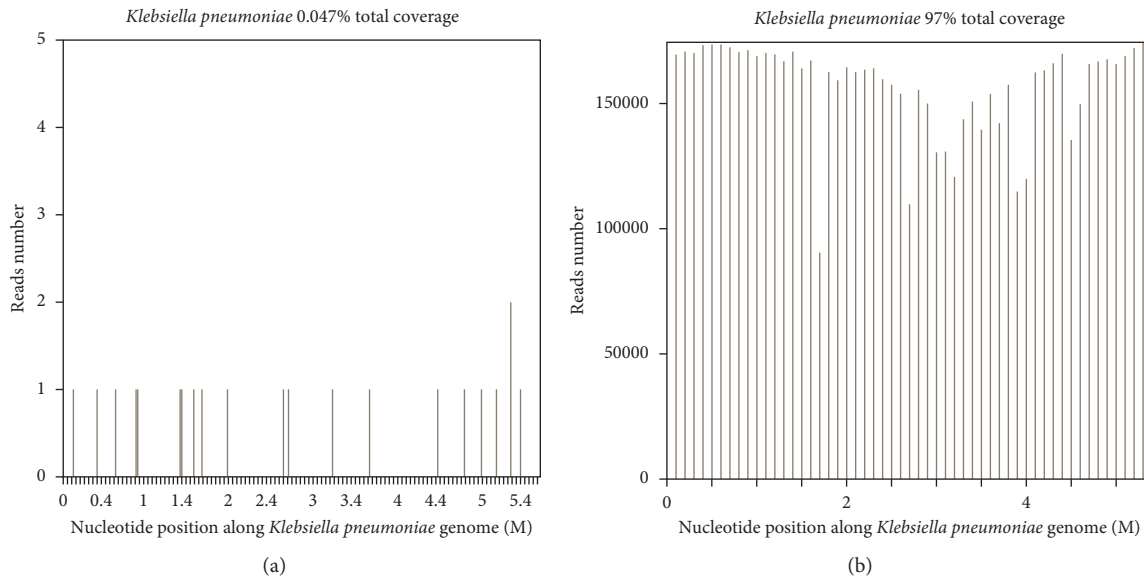 Klebsiella pneumoniae 0.047% total coverage
5
4
3
2
1
0
Reads number
0 0.4 1 1.4 2 2.4 3 3.4 4 4.4 5 5.4
Nucleotide position along Klebsiella pneumoniae genome (M)
(a)
Klebsiella pneumoniae 97% total coverage
150000
100000
50000
0
Reads number
0 2 4
Nucleotide position along Klebsiella pneumoniae genome (M)
(b)